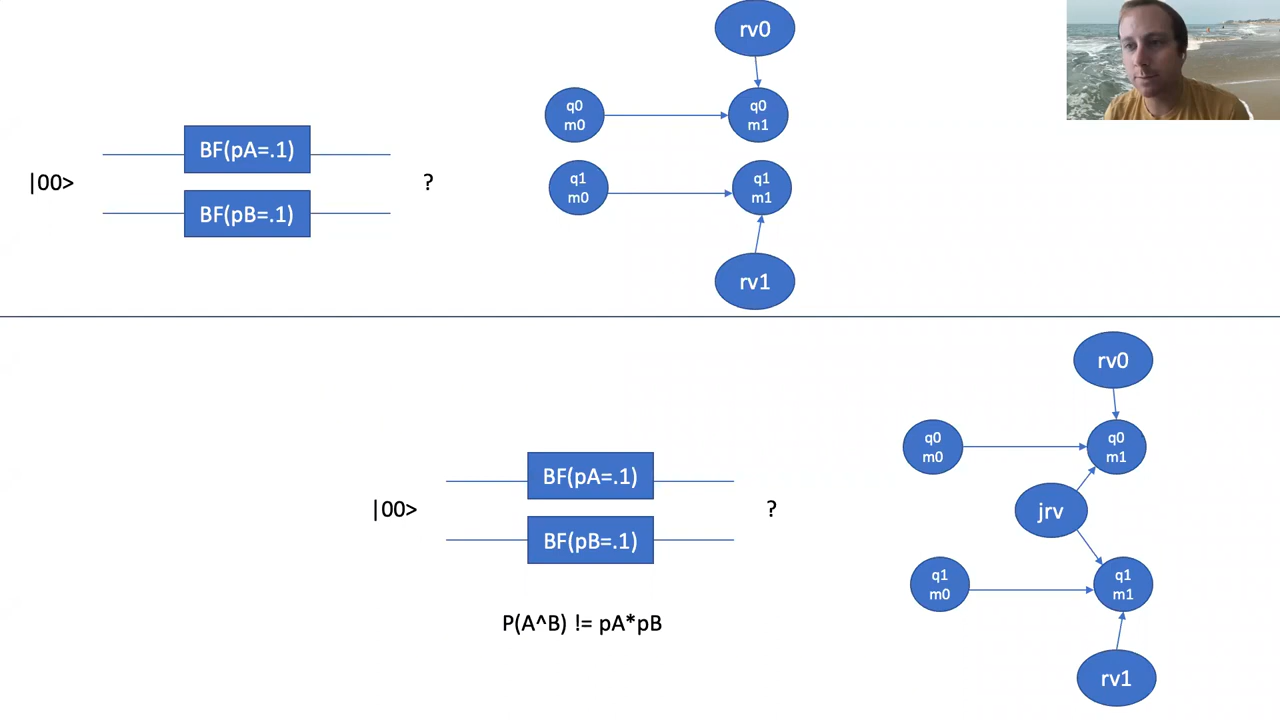 rv0
BF(pA=.1)
q0
m0
q0
m1
|00>
?
BF(pB=.1)
q1
m0
q1
m1
rv1
rv0
BF(pA=.1)
q0
m0
q0
m1
|00>
?
jrv
BF(pB=.1)
q1
m0
q1
m1
P(A^B) != pA*pB
rv1